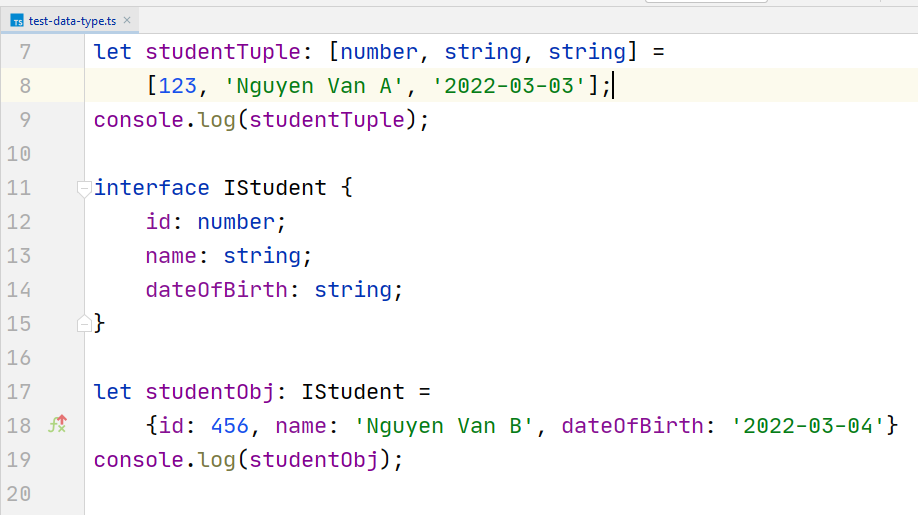 test-data-type.ts
7 let studentTuple: [number, string, string] =
8 [123, 'Nguyen Van A', '2022-03-03'];
9 console.log(studentTuple);
10
11 interface IStudent {
12 id: number;
13 name: string;
14 dateOfBirth: string;
15 }
16
17 let studentObj: IStudent =
18 {id: 456, name: 'Nguyen Van B', dateOfBirth: '2022-03-04'}
19 console.log(studentObj);
20